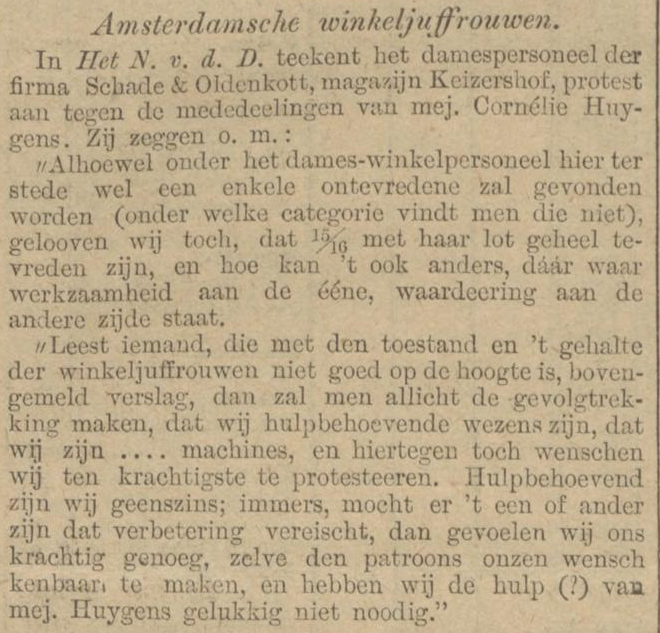 Amsterdamsche winkeljuffrouwen.
In Het N. v. d. D. teekent het damespersoneel der
firma Schade & Oldenkott, magazijn Keizershof, protest
aan tegen de mededeelingen van mej. Cornélie Huy-
gens. Zij zeggen o. m.:
„Alhoewel onder het dames-winkelpersoneel hier ter
stede wel een enkele ontevredene zal gevonden
worden (onder welke categorie vindt men die niet),
gelooven wij toch, dat 15/16 met haar lot geheel te-
vreden zijn, en hoe kan 't ook anders, dáár waar
werkzaamheid aan de ééne, waardeering aan de
andere zijde staat.
„Leest iemand, die met den toestand en 't gehalte
der winkeljuffrouwen niet goed op de hoogte is, boven-
gemeld verslag, dan zal men allicht de gevolgtrek-
king maken, dat wij hulpbehoevende wezens zijn, dat
wij zijn .... machines, en hiertegen toch wenschen
wij ten krachtigste te protesteeren. Hulpbehoevend
zijn wij geenszins; immers, mocht er 't een of ander
zijn dat verbetering vereischt, dan gevoelen wij ons
krachtig genoeg, zelve den patroons onzen wensch
kenbaar te maken, en hebben wij de hulp (?) van
mej. Huygens gelukkig niet noodig."